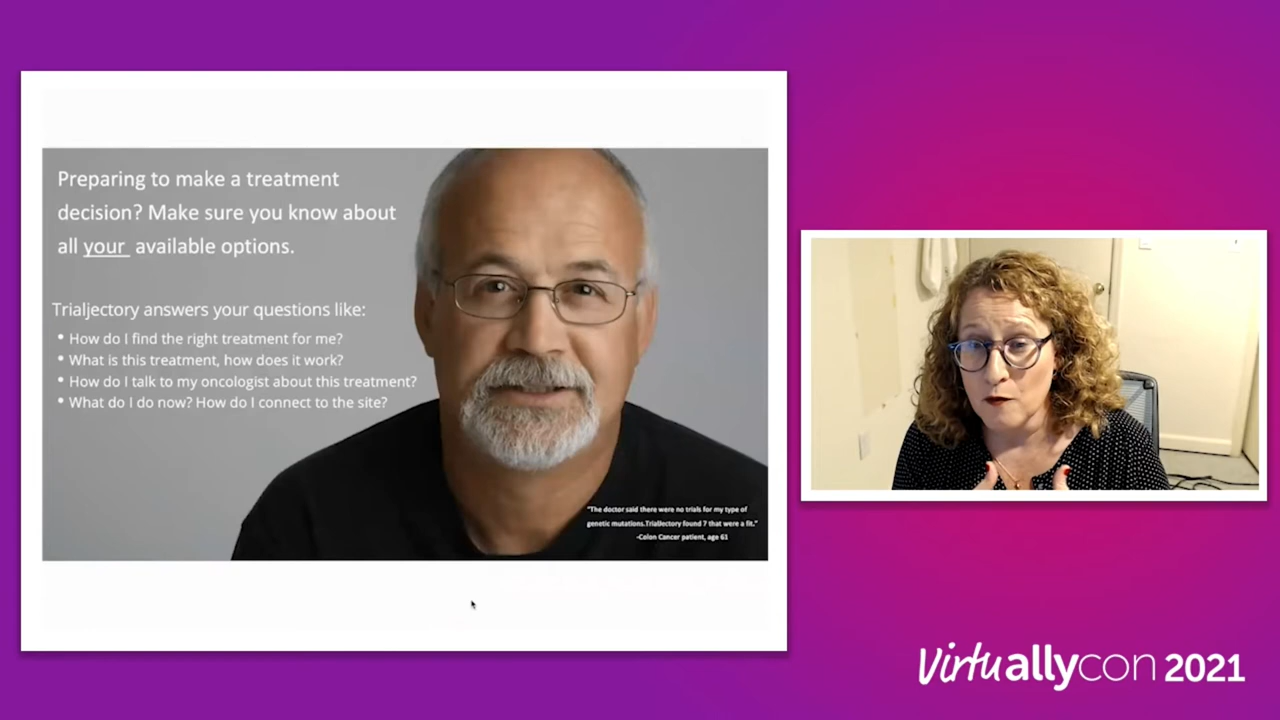 Preparing to make a treatment
decision? Make sure you know about
all your available options.
Trialjectory answers your questions like:
• How do I find the right treatment for me?
• What is this treatment, how does it work?
• How do I talk to my oncologist about this treatment?
• What do I do now? How do I connect to the site?
"The doctor said there were no trials for my type of
genetic mutations.TrialJectory found 7 that were a fit."
-Colon Cancer patient, age 61
Virtuallycon 2021